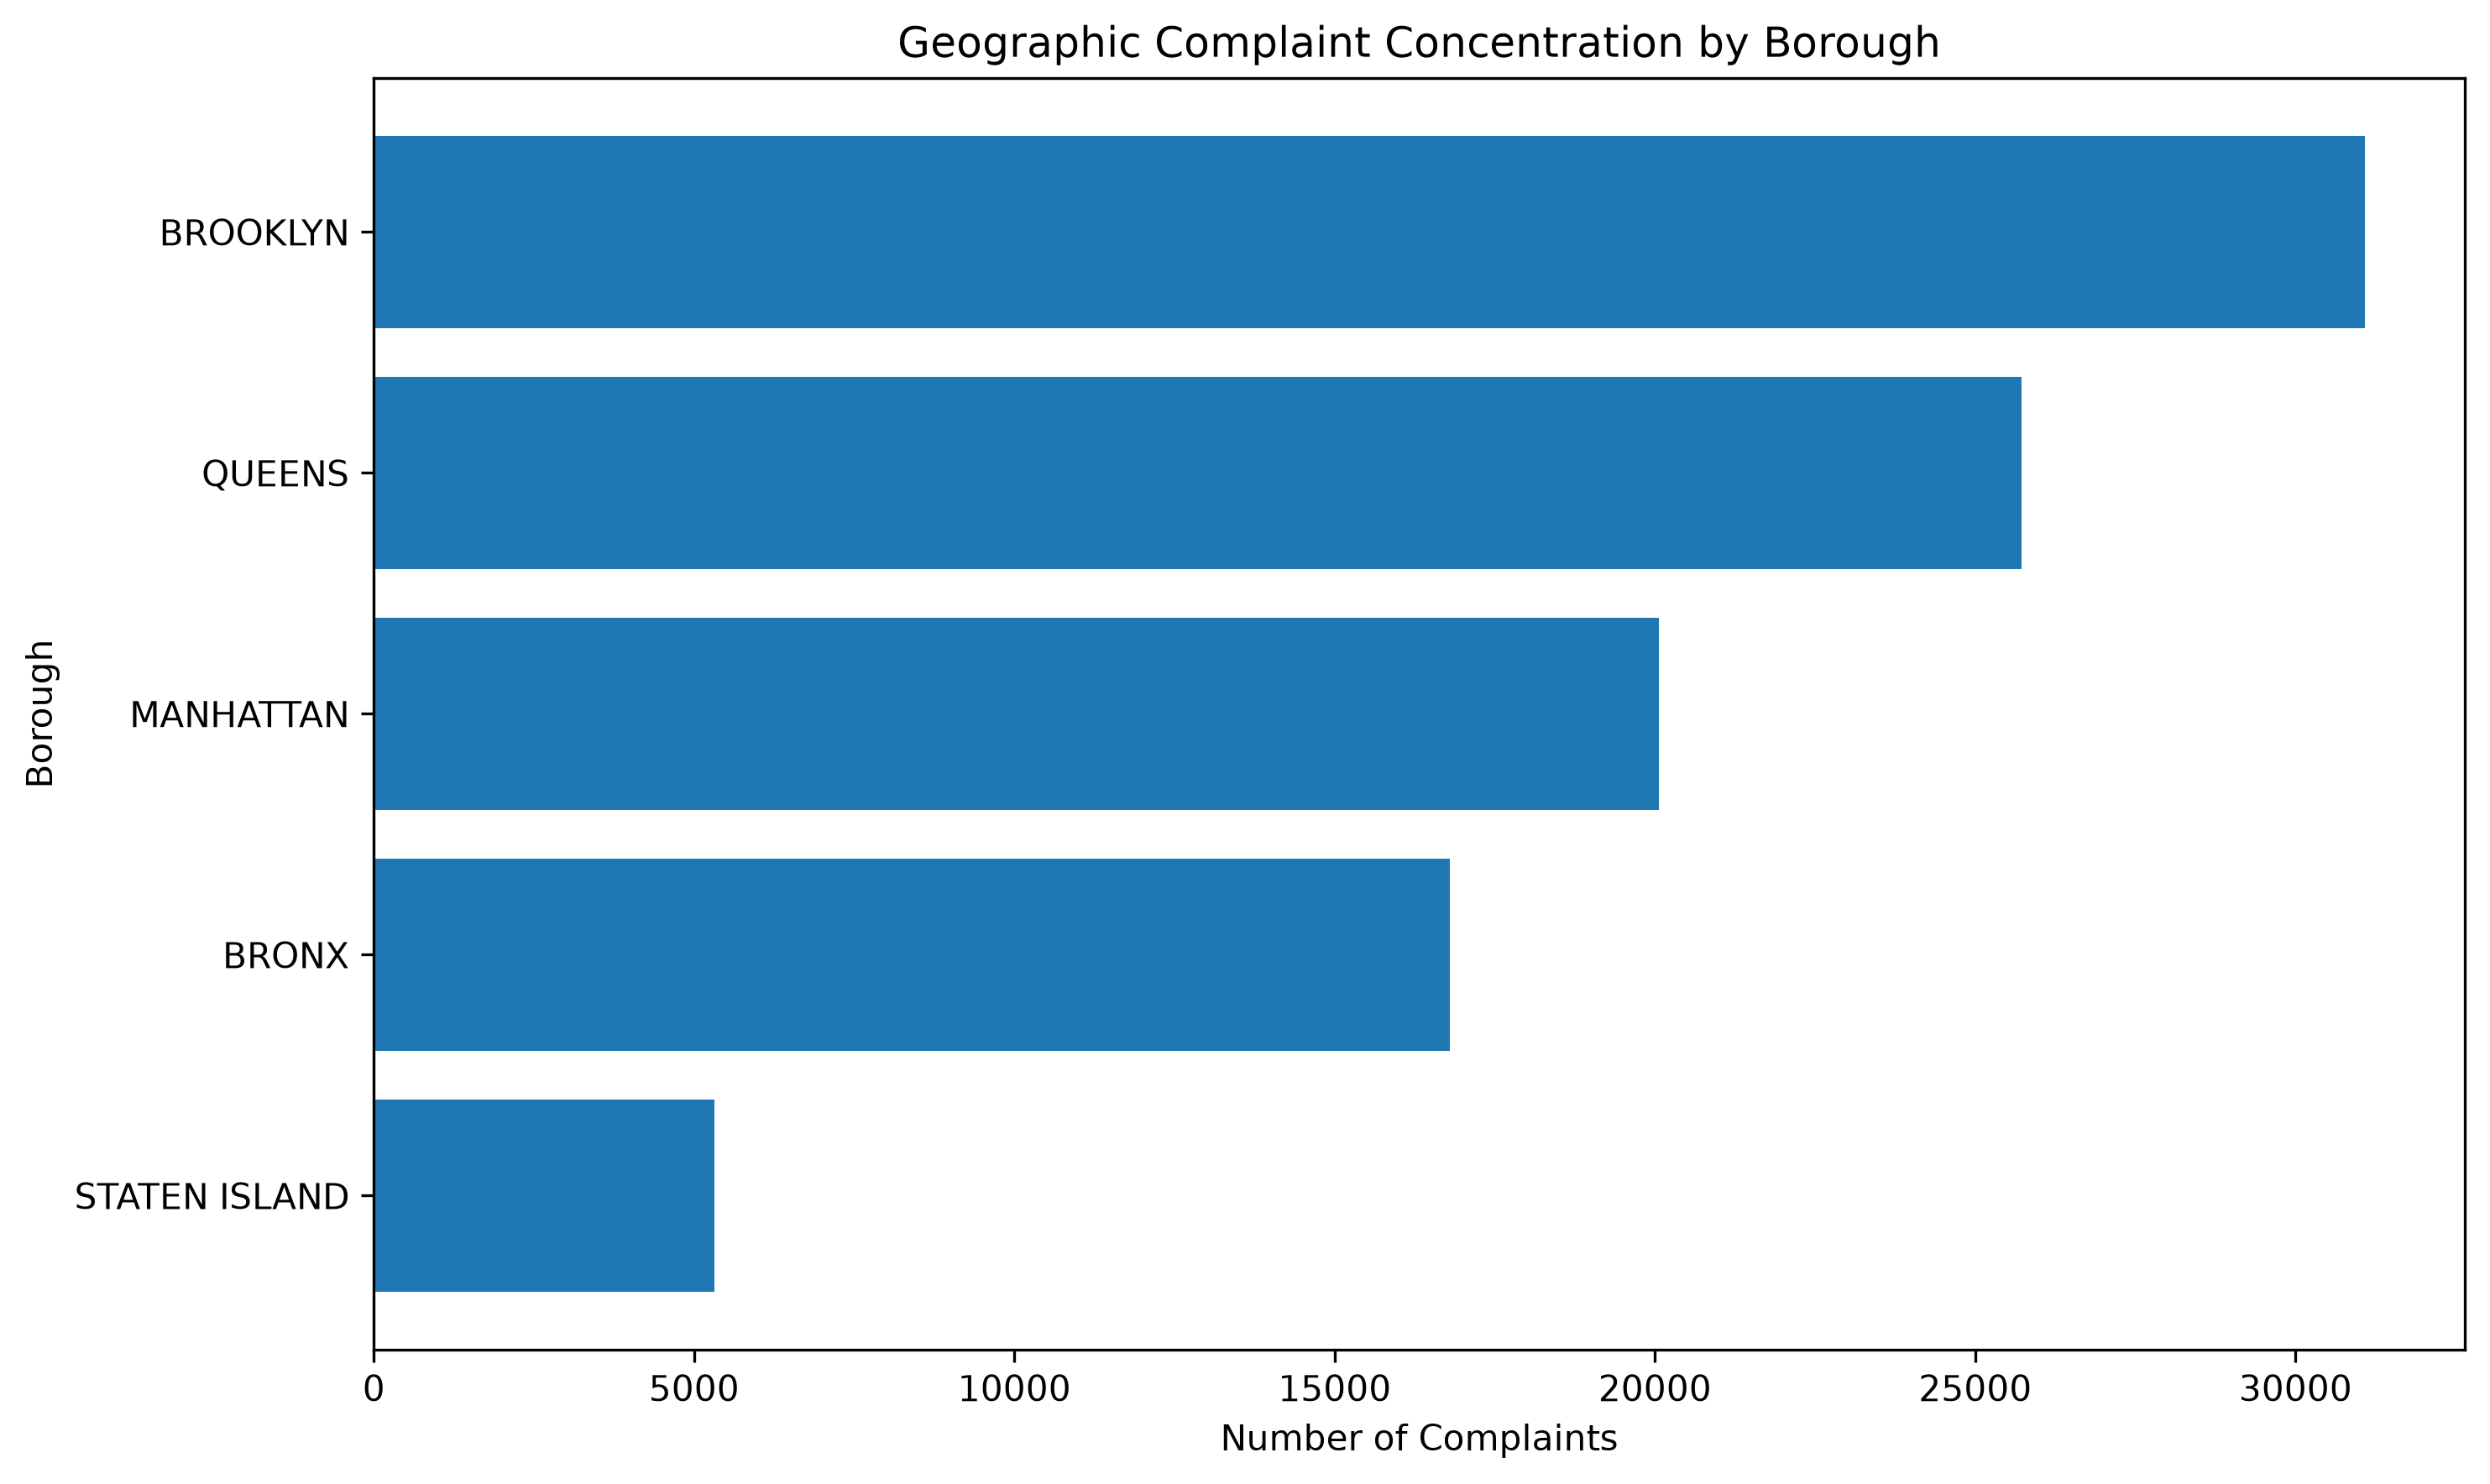 Geographic Complaint Concentration by Borough
Borough
BROOKLYN
QUEENS
MANHATTAN
BRONX
STATEN ISLAND
0 5000 10000 15000 20000 25000 30000
Number of Complaints